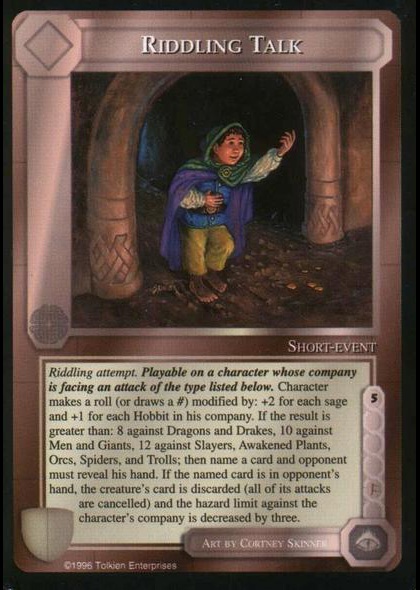 RIDDLING TALK
SHORT-EVENT
Riddling attempt. Playable on a character whose company
is facing an attack of the type listed below. Character
makes a roll (or draws a #) modified by: +2 for each sage
and +1 for each Hobbit in his company. If the result is
greater than: 8 against Dragons and Drakes, 10 against
Men and Giants, 12 against Slayers, Awakened Plants,
Orcs, Spiders, and Trolls; then name a card and opponent
must reveal his hand. If the named card is in opponent's
hand, the creature's card is discarded (all of its attacks
are cancelled) and the hazard limit against the
character's company is decreased by three.
5
ART BY CORTNEY SKINNER
©1996 Tolkien Enterprises